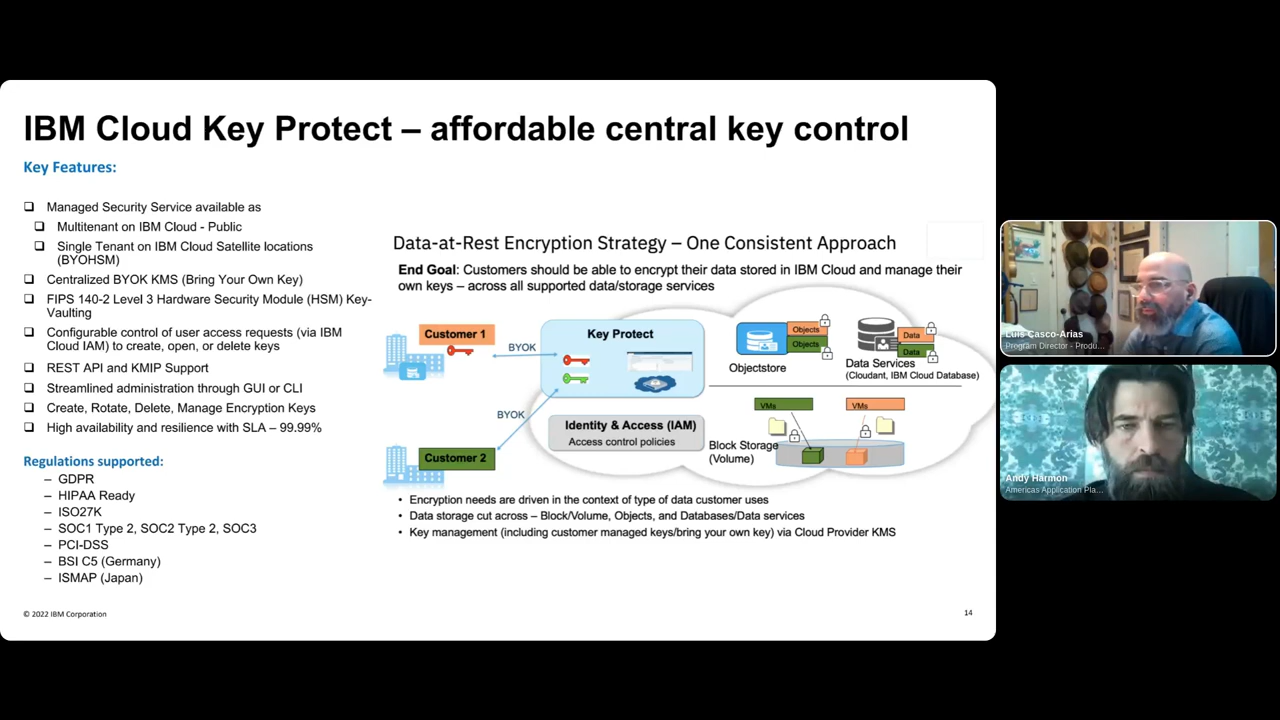 IBM Cloud Key Protect – affordable central key control
Key Features:
❑ Managed Security Service available as
❑ Multitenant on IBM Cloud - Public
❑ Single Tenant on IBM Cloud Satellite locations
(BYOHSM)
❑ Centralized BYOK KMS (Bring Your Own Key)
❑ FIPS 140-2 Level 3 Hardware Security Module (HSM) Key-
Vaulting
❑ Configurable control of user access requests (via IBM
Cloud IAM) to create, open, or delete keys
❑ REST API and KMIP Support
❑ Streamlined administration through GUI or CLI
❑ Create, Rotate, Delete, Manage Encryption Keys
❑ High availability and resilience with SLA – 99.99%
Regulations supported:
– GDPR
– HIPAA Ready
– ISO27K
– SOC1 Type 2, SOC2 Type 2, SOC3
– PCI-DSS
– BSI C5 (Germany)
– ISMAP (Japan)
Data-at-Rest Encryption Strategy – One Consistent Approach
End Goal: Customers should be able to encrypt their data stored in IBM Cloud and manage their
own keys – across all supported data/storage services
Customer 1
BYOK
Key Protect
BYOK
Customer 2
Identity & Access (IAM)
Access control policies
Objects
Objects
Objectstore
Data
Data
Data Services
(Cloudant, IBM Cloud Database)
VMs
VMs
Block Storage
(Volume)
• Encryption needs are driven in the context of type of data customer uses
• Data storage cut across – Block/Volume, Objects, and Databases/Data services
• Key management (including customer managed keys/bring your own key) via Cloud Provider KMS
© 2022 IBM Corporation
14
Luis Casco-Arias
Program Director - Produ...
Andy Harmon
Americas Application Pla...